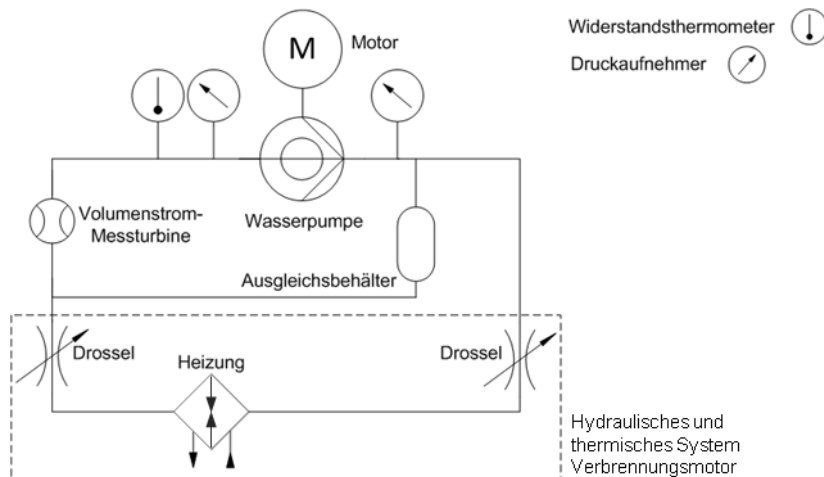 Widerstandsthermometer
Druckaufnehmer
M
Motor
Volumenstrom-
Messturbine
Wasserpumpe
Ausgleichsbehälter
Drossel
Heizung
Drossel
Hydraulisches und
thermisches System
Verbrennungsmotor